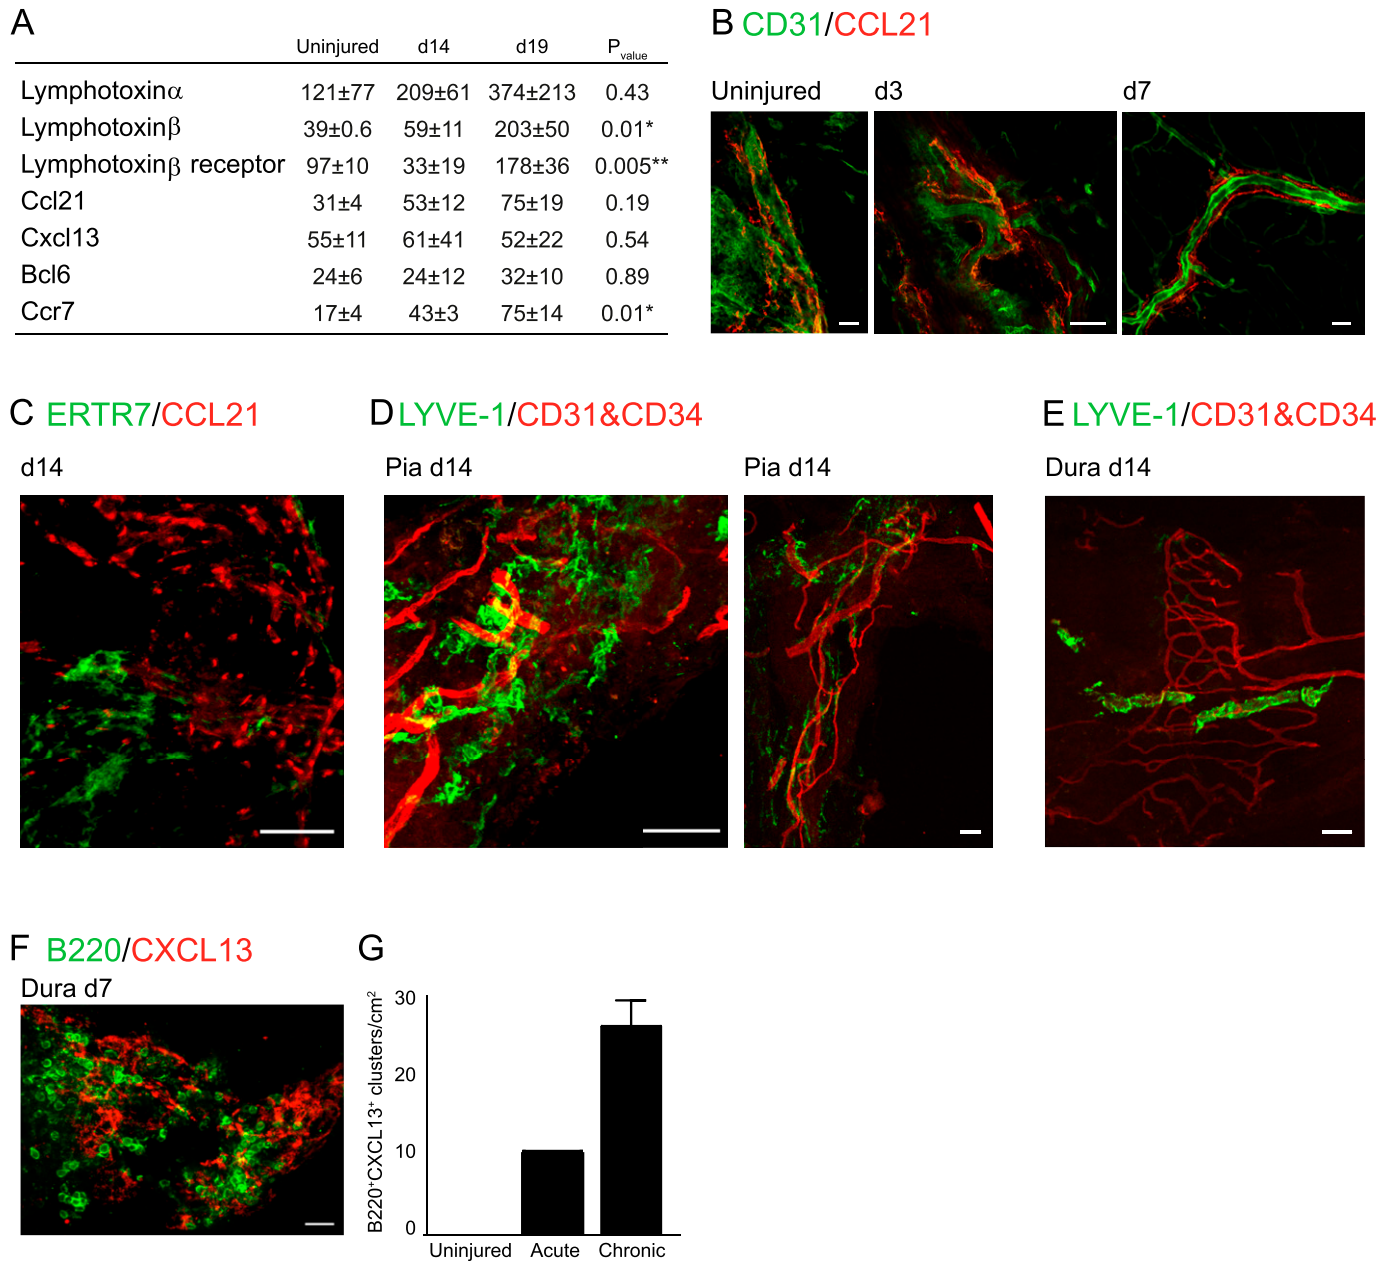 A
Uninjured d14 d19 Pvalue
Lymphotoxinα 121±77 209±61 374±213 0.43
Lymphotoxinβ 39±0.6 59±11 203±50 0.01*
Lymphotoxinβ receptor 97±10 33±19 178±36 0.005**
Ccl21 31±4 53±12 75±19 0.19
Cxcl13 55±11 61±41 52±22 0.54
Bcl6 24±6 24±12 32±10 0.89
Ccr7 17±4 43±3 75±14 0.01*
B CD31/CCL21
Uninjured d3 d7
C ERTR7/CCL21
d14
D LYVE-1/CD31&CD34
Pia d14 Pia d14
E LYVE-1/CD31&CD34
Dura d14
F B220/CXCL13
Dura d7
G
B220⁺CXCL13⁺ clusters/cm²
30
20
10
0
Uninjured Acute Chronic